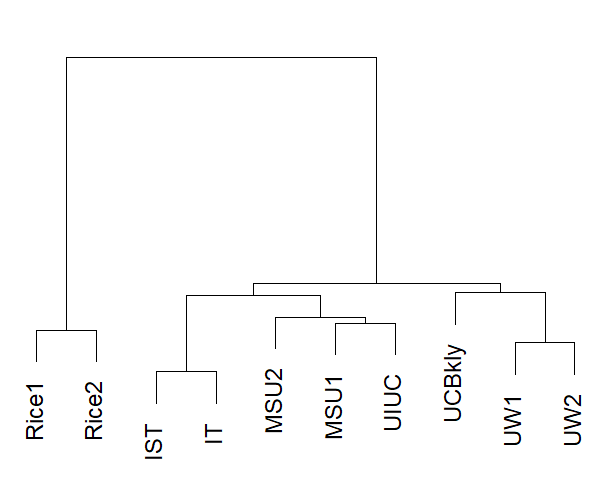 Rice1
Rice2
IST
IT
MSU2
MSU1
UIUC
UCBkly
UW1
UW2